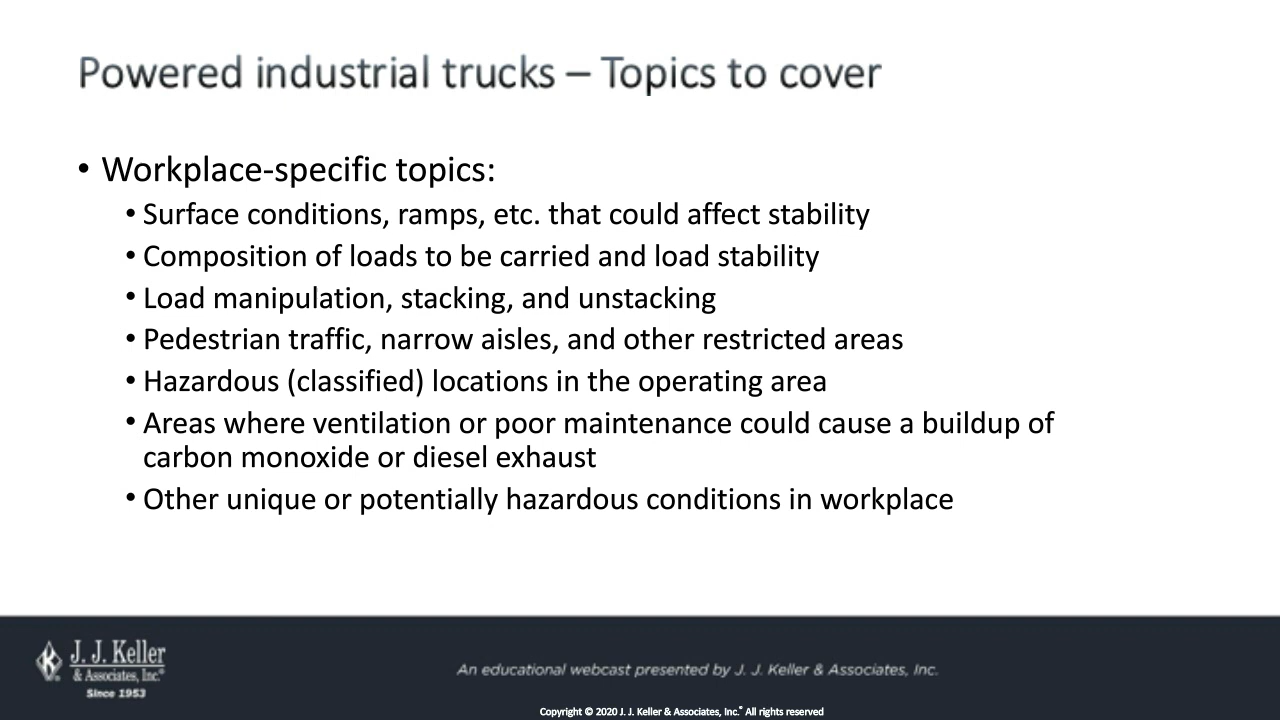 Powered industrial trucks – Topics to cover
• Workplace-specific topics:
• Surface conditions, ramps, etc. that could affect stability
• Composition of loads to be carried and load stability
• Load manipulation, stacking, and unstacking
• Pedestrian traffic, narrow aisles, and other restricted areas
• Hazardous (classified) locations in the operating area
• Areas where ventilation or poor maintenance could cause a buildup of
carbon monoxide or diesel exhaust
• Other unique or potentially hazardous conditions in workplace
J. J. Keller
& Associates, Inc.®
Since 1953
An educational webcast presented by J. J. Keller & Associates, Inc.
Copyright © 2020 J. J. Keller & Associates, Inc.® All rights reserved